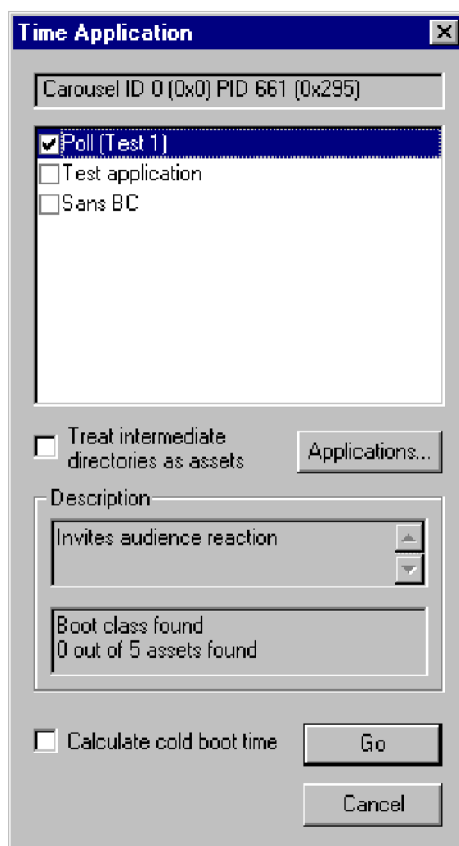 Time Application
Carousel ID 0 (0x0) PID 661 (0x295)
Poll (Test 1)
Test application
Sans BC
Treat intermediate
directories as assets
Applications...
Description
Invites audience reaction
Boot class found
0 out of 5 assets found
Calculate cold boot time
Go
Cancel